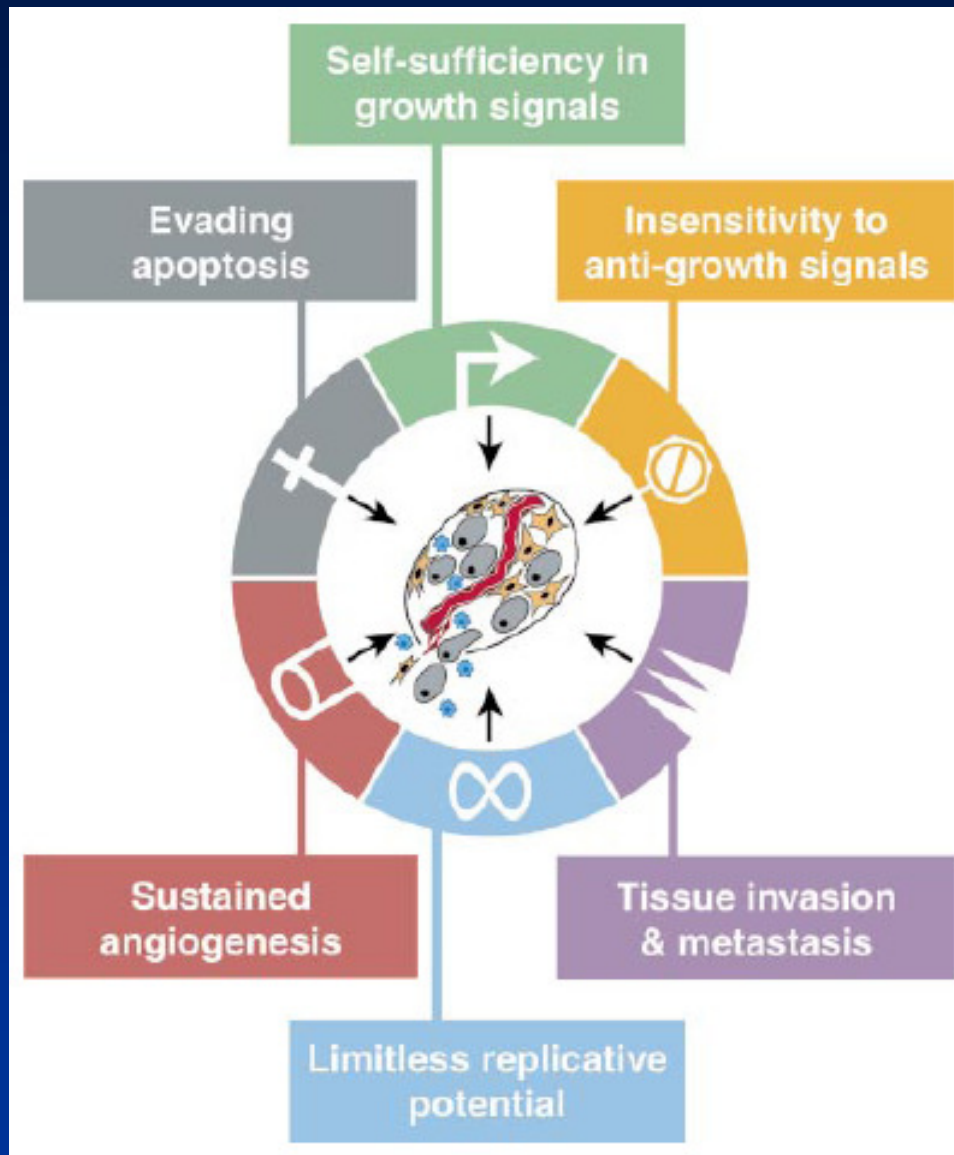 Self-sufficiency in
growth signals
Evading
apoptosis
Insensitivity to
anti-growth signals
Sustained
angiogenesis
Tissue invasion
& metastasis
Limitless replicative
potential